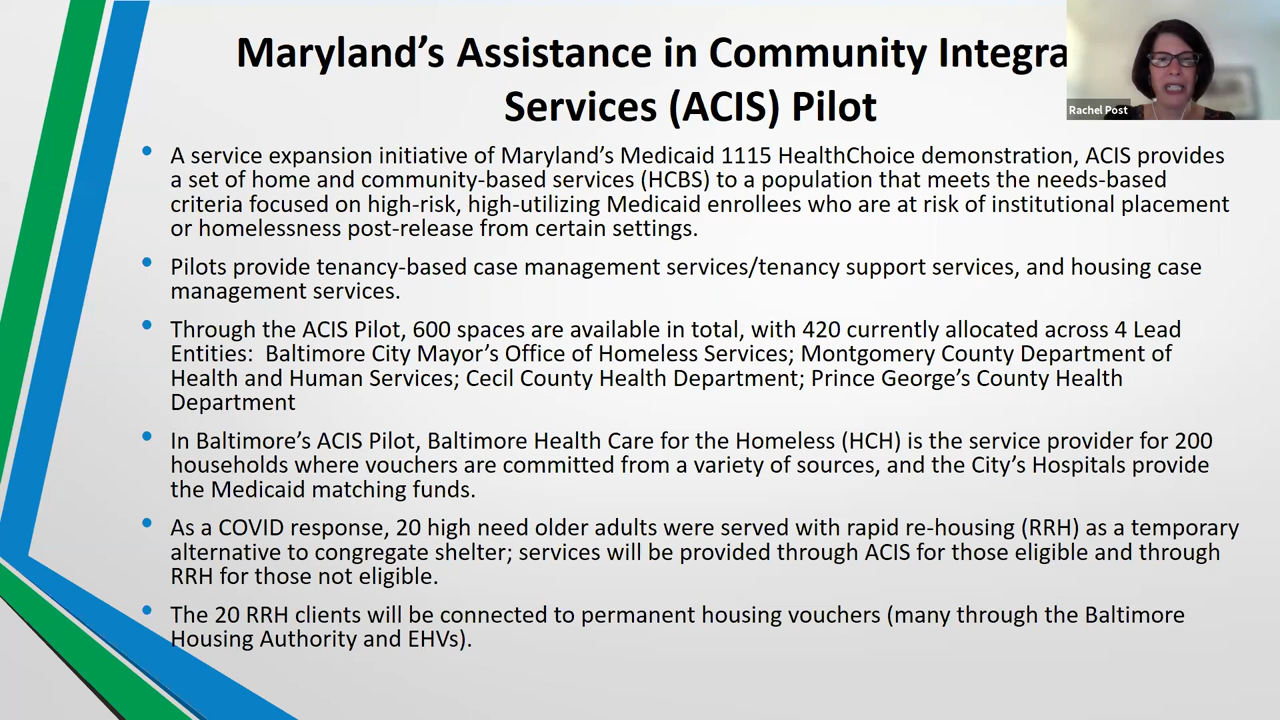 Maryland’s Assistance in Community Integra
Services (ACIS) Pilot
Rachel Post
• A service expansion initiative of Maryland’s Medicaid 1115 HealthChoice demonstration, ACIS provides
a set of home and community-based services (HCBS) to a population that meets the needs-based
criteria focused on high-risk, high-utilizing Medicaid enrollees who are at risk of institutional placement
or homelessness post-release from certain settings.
• Pilots provide tenancy-based case management services/tenancy support services, and housing case
management services.
• Through the ACIS Pilot, 600 spaces are available in total, with 420 currently allocated across 4 Lead
Entities: Baltimore City Mayor’s Office of Homeless Services; Montgomery County Department of
Health and Human Services; Cecil County Health Department; Prince George’s County Health
Department
• In Baltimore’s ACIS Pilot, Baltimore Health Care for the Homeless (HCH) is the service provider for 200
households where vouchers are committed from a variety of sources, and the City’s Hospitals provide
the Medicaid matching funds.
• As a COVID response, 20 high need older adults were served with rapid re-housing (RRH) as a temporary
alternative to congregate shelter; services will be provided through ACIS for those eligible and through
RRH for those not eligible.
• The 20 RRH clients will be connected to permanent housing vouchers (many through the Baltimore
Housing Authority and EHVs).